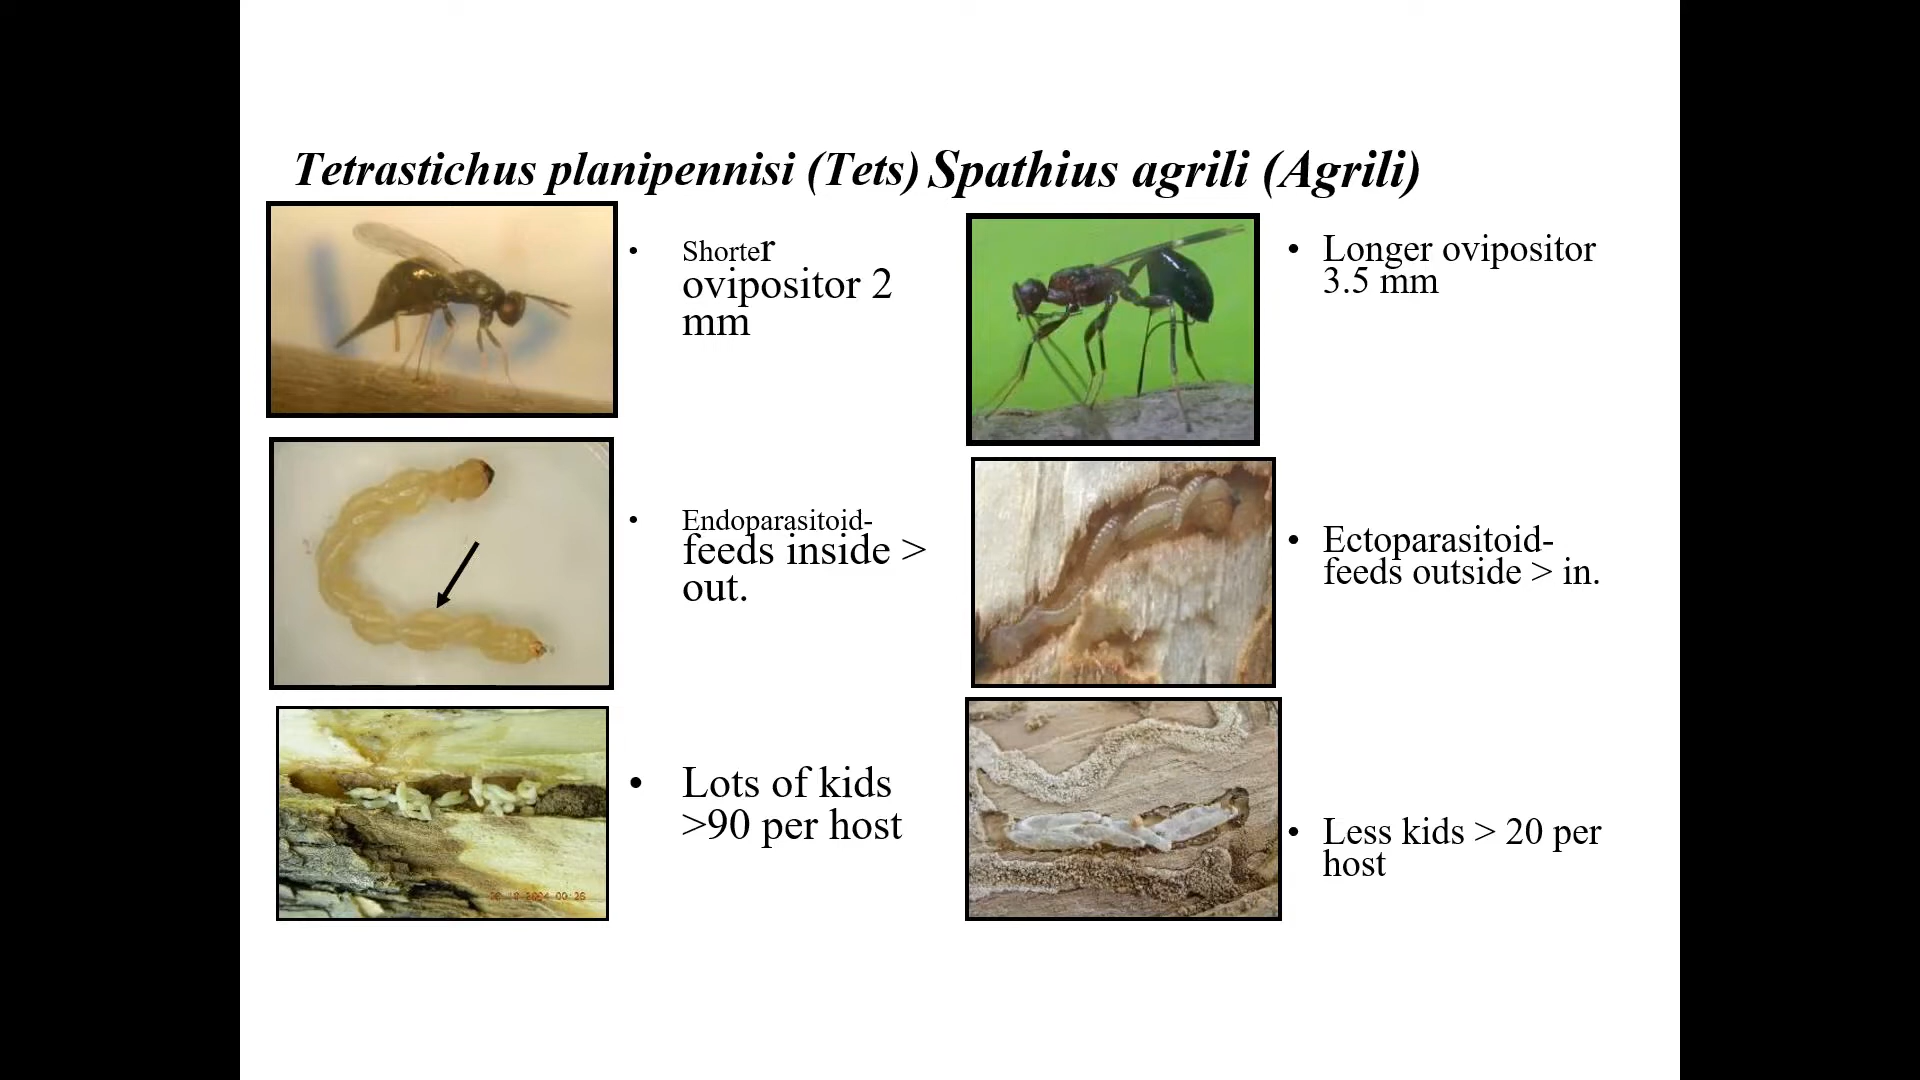 Tetrastichus planipennisi (Tets)
Spathius agrili (Agrili)
• Shorter
ovipositor 2
mm
• Endoparasitoid-
feeds inside >
out.
• Lots of kids
>90 per host
• Longer ovipositor
3.5 mm
• Ectoparasitoid-
feeds outside > in.
• Less kids > 20 per
host